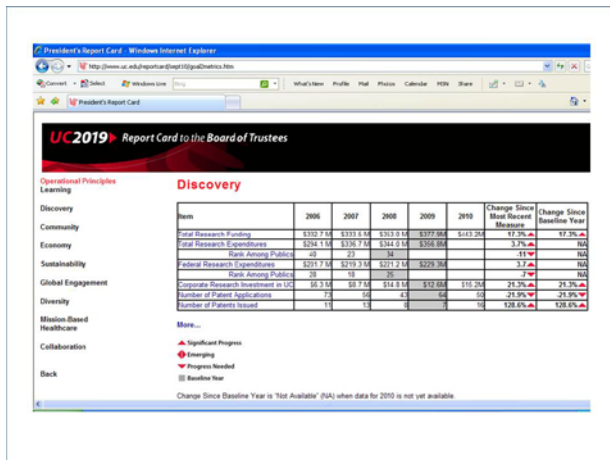 President's Report Card - Windows Internet Explorer
http://www.uc.edu/reportcard/sept10/goal2metrics.htm
Convert Select Windows Live Bing What's New Profile Mail Photos Calendar MSN Share
President's Report Card
UC2019 Report Card to the Board of Trustees
Operational Principles
Learning
Discovery
Community
Economy
Sustainability
Global Engagement
Diversity
Mission-Based
Healthcare
Collaboration
Back
Discovery
Item 2006 2007 2008 2009 2010 Change Since Most Recent Measure Change Since Baseline Year
Total Research Funding $332.7 M $333.6 M $353.0 M $377.9M 17.3% 17.3%
Total Research Expenditures $294.1 M $336.7 M $344.0 M $356.8M 3.7% NA
Rank Among Publics 40 23 34 -11 NA
Federal Research Expenditures $219.3 M $221.2 M $229.3M 3.7 NA
Rank Among Publics 28 18 25 -7 NA
Corporate Research Investment in UC $6.3 M $8.7 M $14.8 M $12.6M 21.3% 21.3%
Number of Patent Applications 73 56 43 64 50 -21.9% -21.9%
Number of Patents Issued 11 13 8 7 16 128.6% 128.6%
More...
Significant Progress
Emerging
Progress Needed
Baseline Year
Change Since Baseline Year is "Not Available" (NA) when data for 2010 is not yet available.